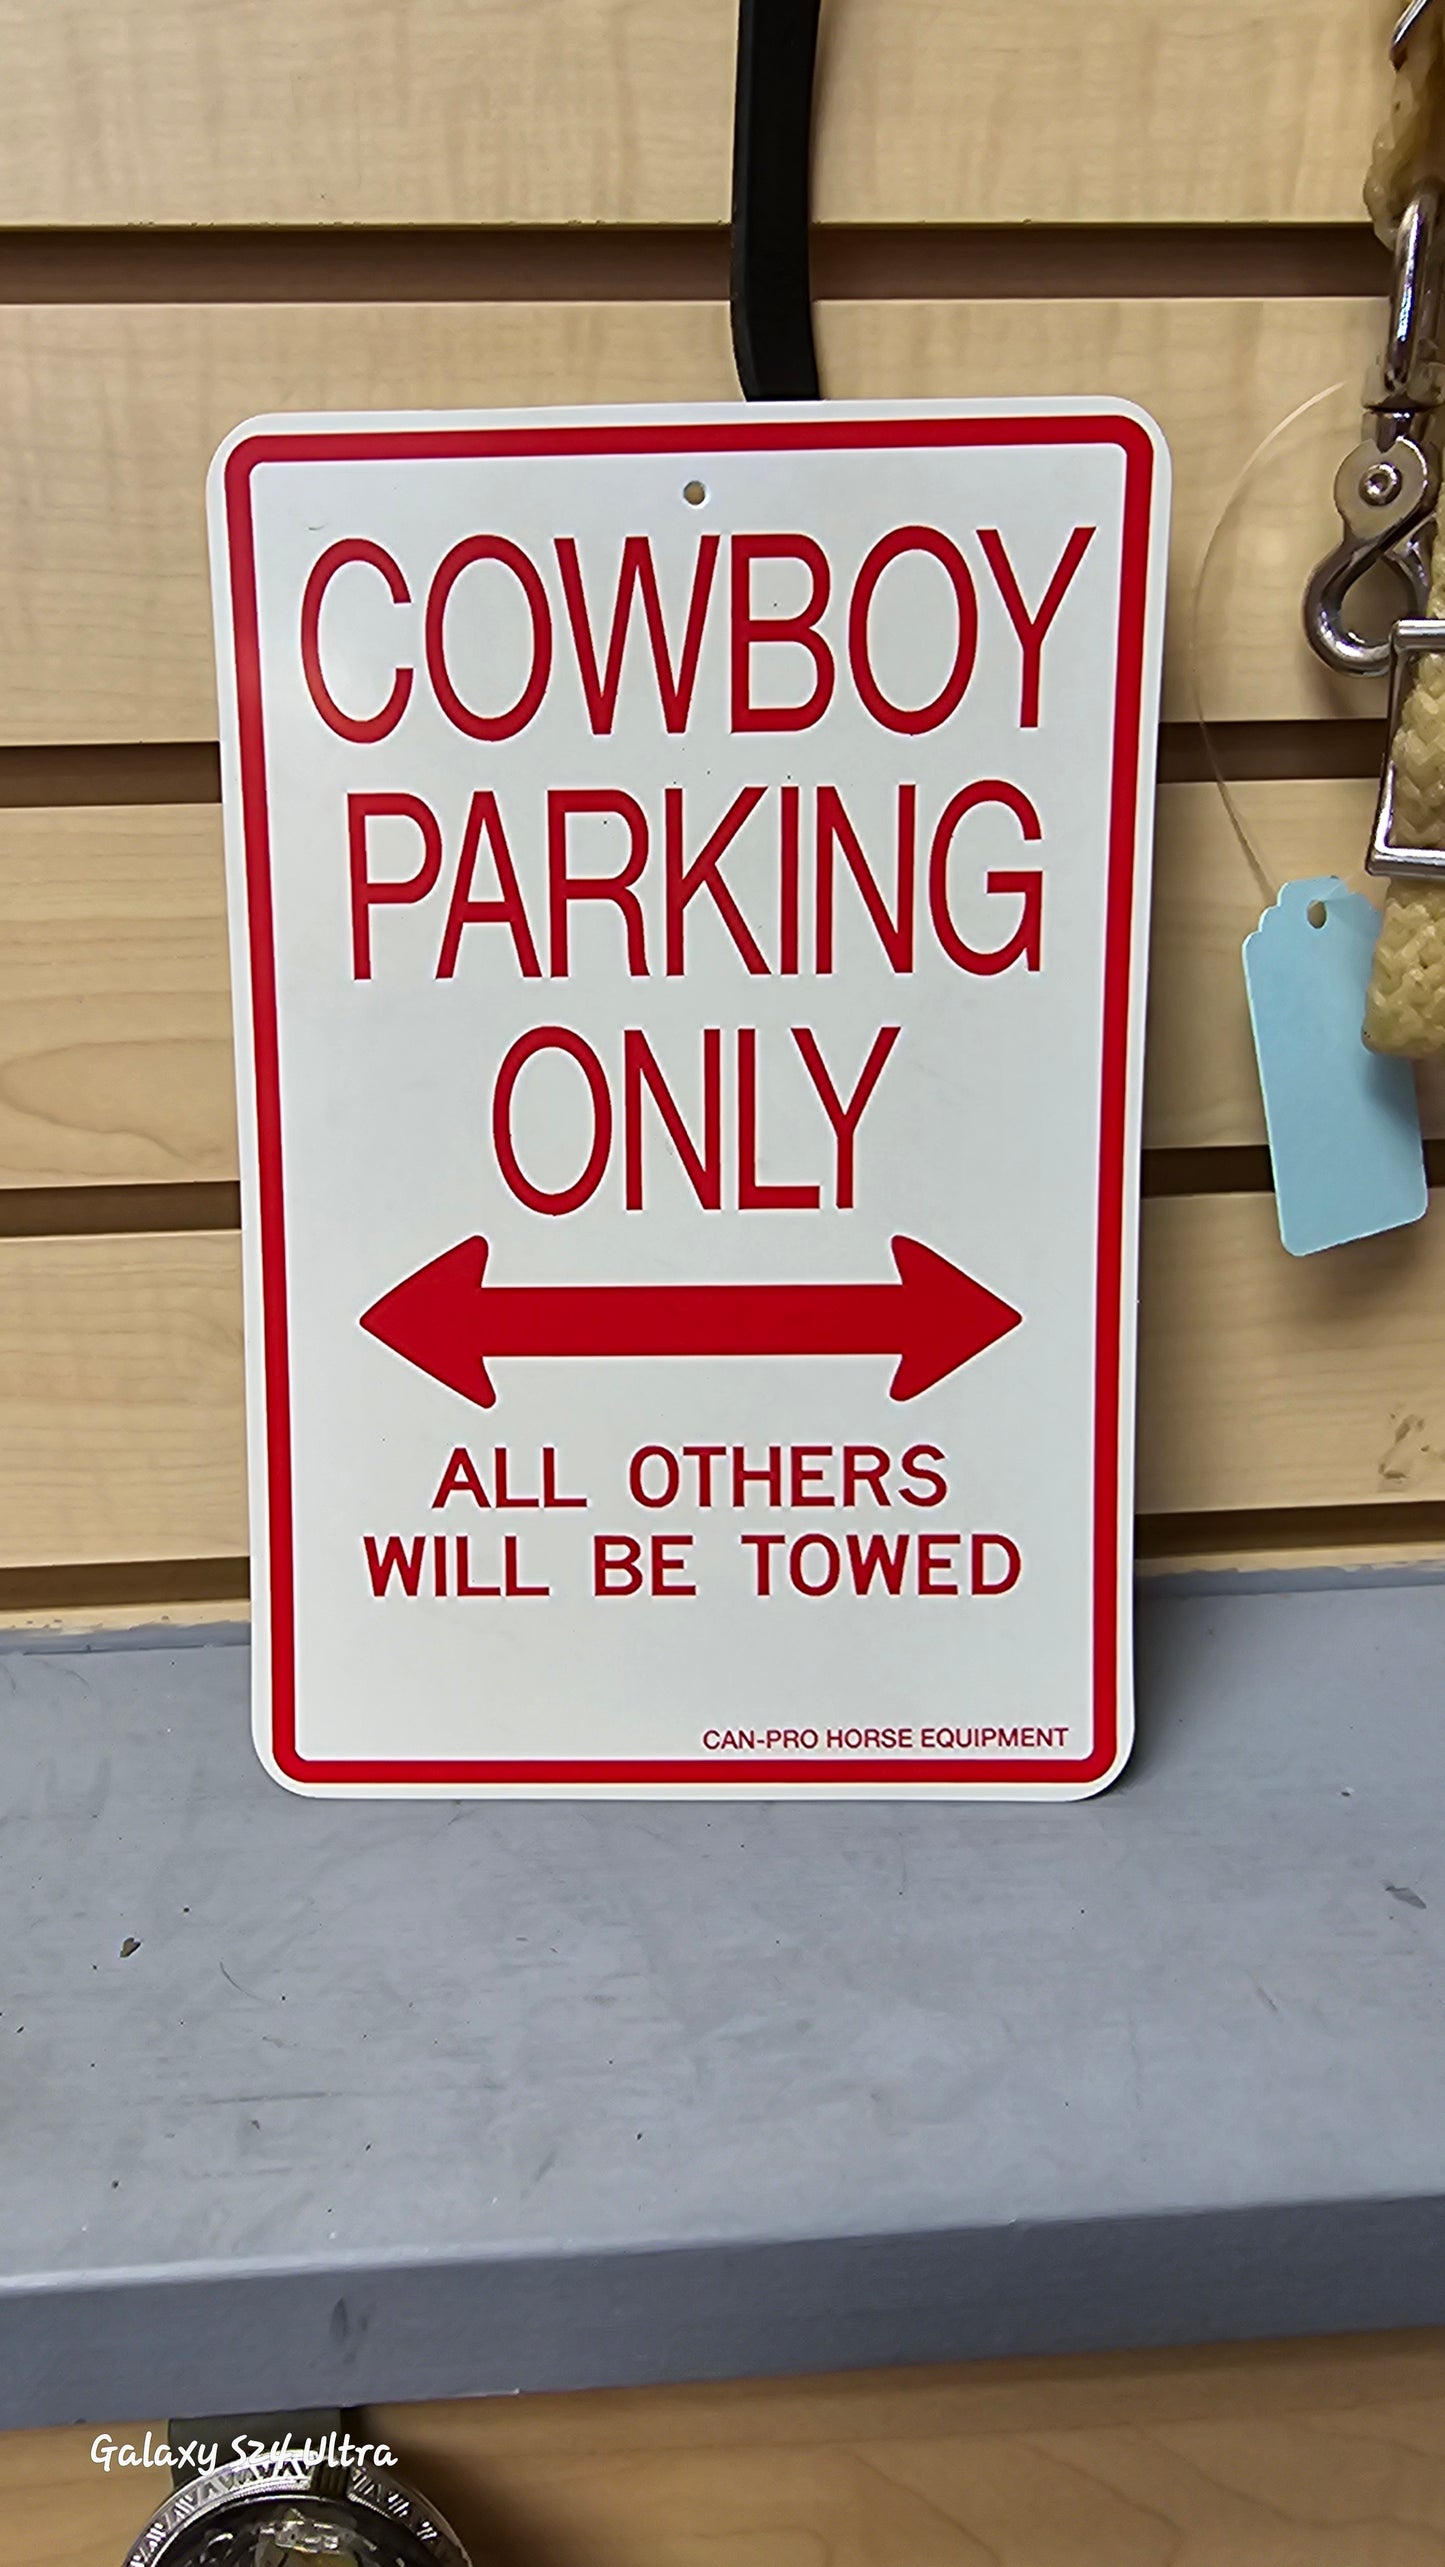 COWBOY
PARKING
ONLY
ALL OTHERS
WILL BE TOWED
CAN-PRO HORSE EQUIPMENT
Galaxy S24 Ultra